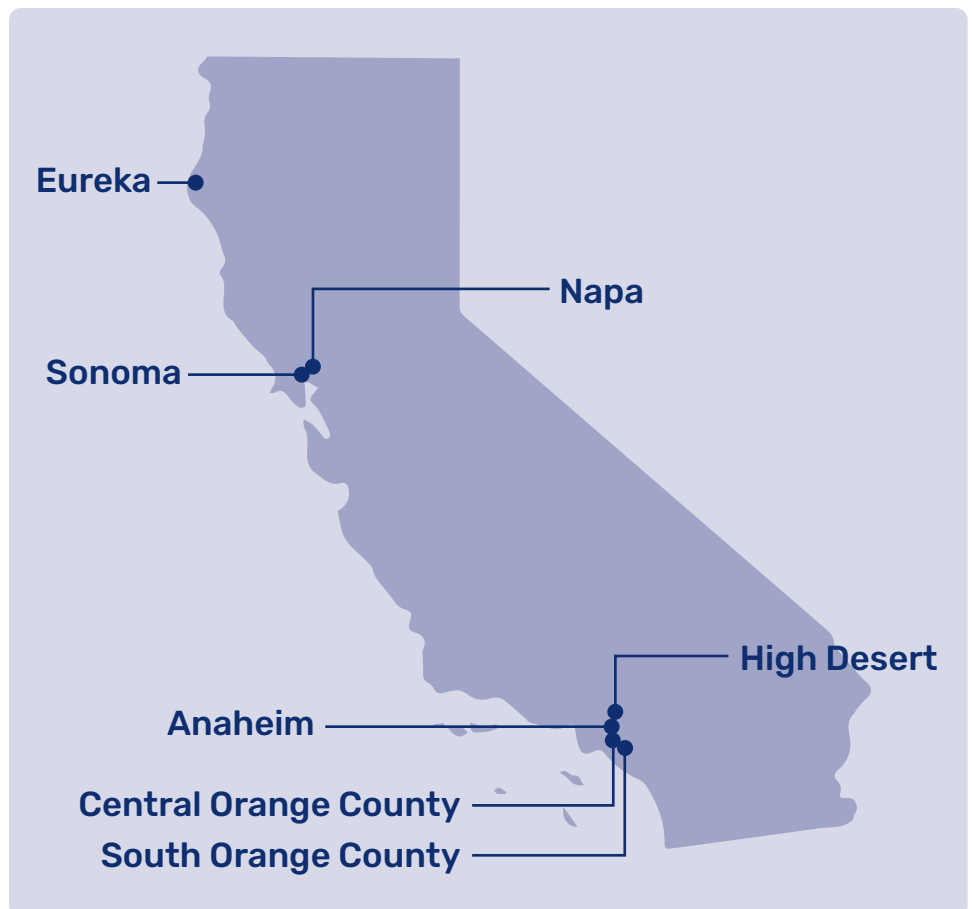 Eureka
Napa
Sonoma
High Desert
Anaheim
Central Orange County
South Orange County